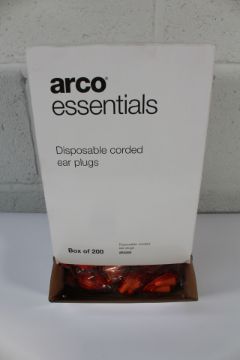 arco®
essentials
Disposable corded
ear plugs
Box of 200
Disposable corded
ear plugs